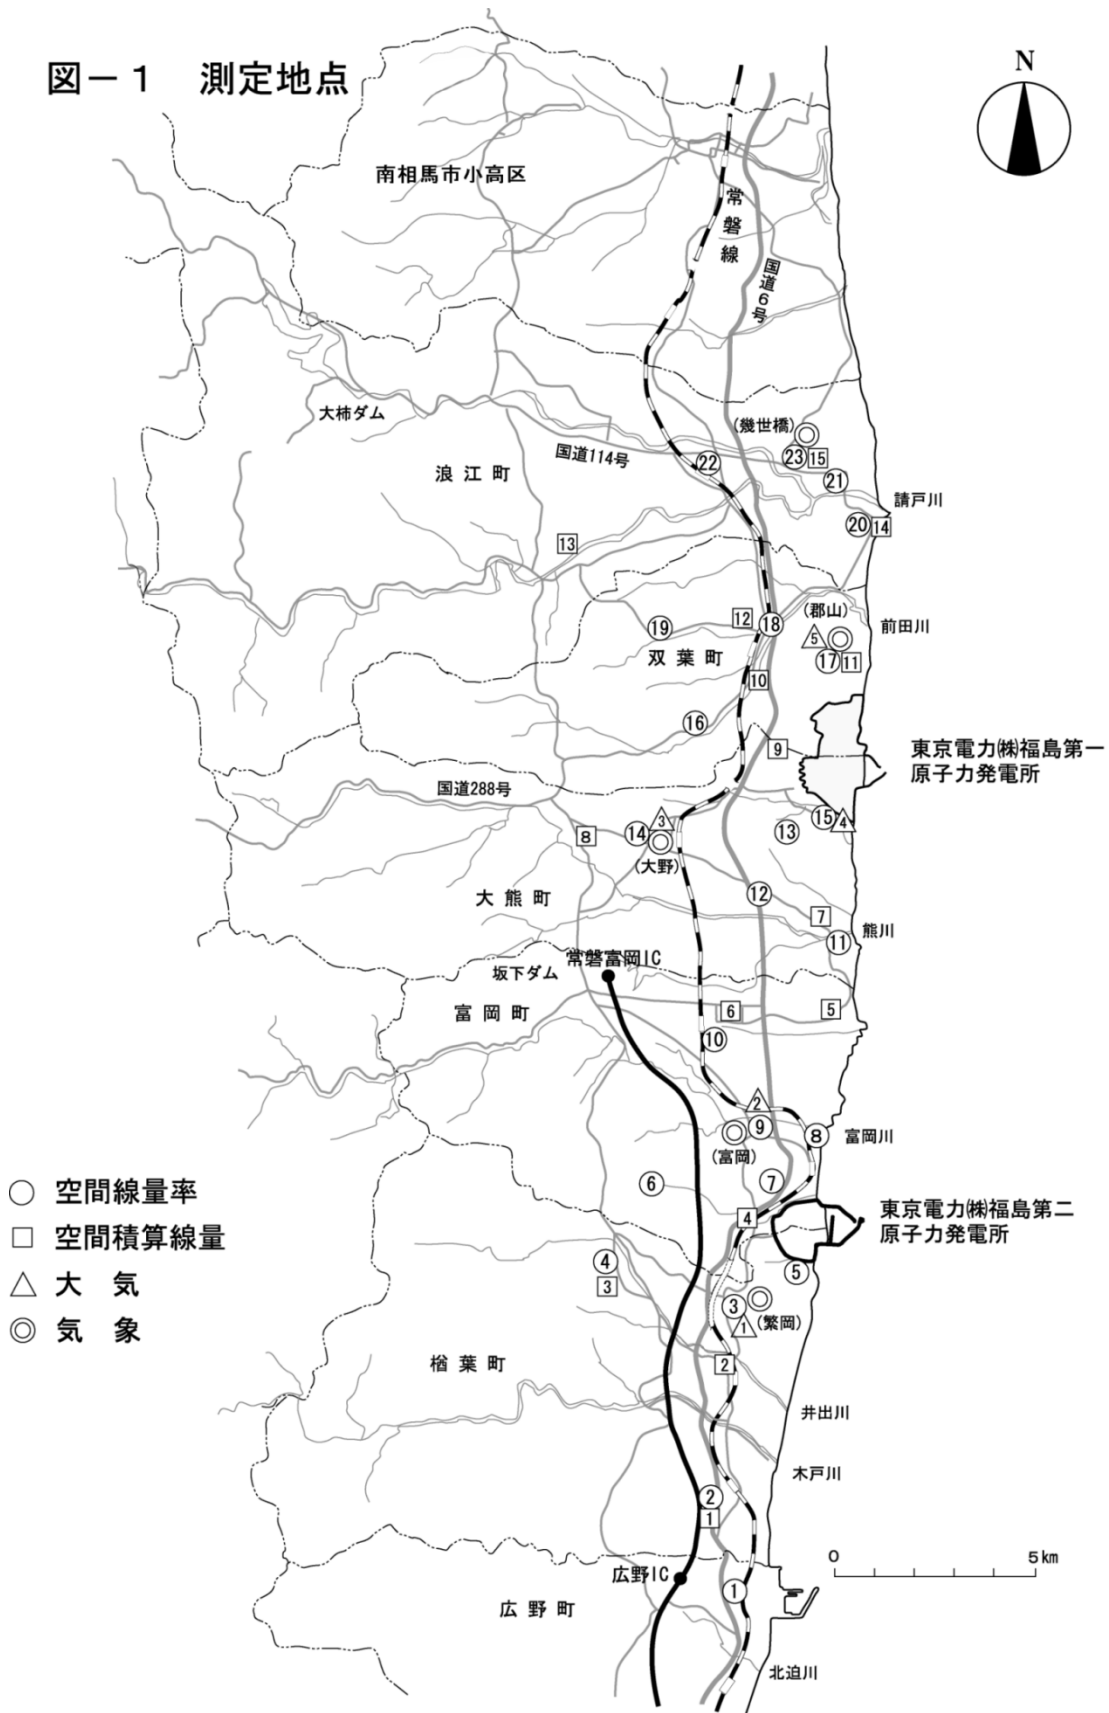 図－1 測定地点
N
南相馬市小高区
常磐線
国道6号
(幾世橋)
大柿ダム
国道114号
22
23
15
浪江町
21
請戸川
20
14
13
(郡山)
12
18
前田川
19
5
双葉町
17
11
10
16
9
東京電力㈱福島第一
原子力発電所
国道288号
3
15
4
8
14
13
(大野)
大熊町
12
7
熊川
11
常磐富岡IC
坂下ダム
富岡町
6
5
10
2
9
8
富岡川
(富岡)
6
7
○ 空間線量率
□ 空間積算線量
△ 大気
◎ 気象
4
東京電力㈱福島第二
原子力発電所
4
5
3
3
(繁岡)
1
楢葉町
2
井出川
木戸川
2
1
0 5km
広野IC
1
広野町
北迫川